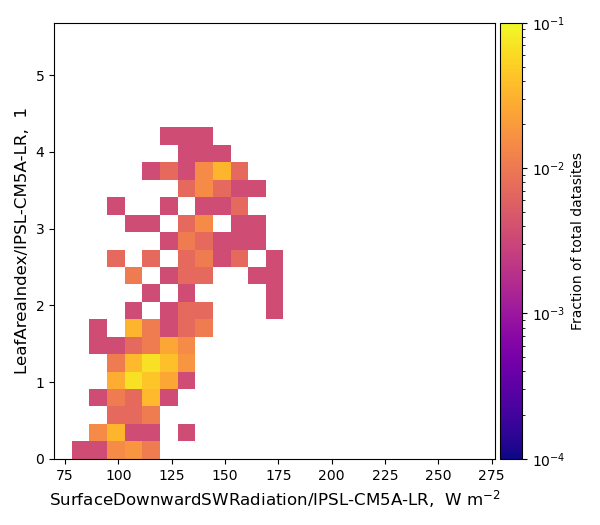 LeafAreaIndex/IPSL-CM5A-LR,  1
5
4
3
2
1
0
75 100 125 150 175 200 225 250 275
SurfaceDownwardSWRadiation/IPSL-CM5A-LR,  W m⁻²
10⁻¹
10⁻²
10⁻³
10⁻⁴
Fraction of total datasites